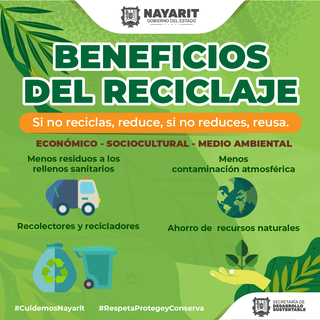 NAYARIT
GOBIERNO DEL ESTADO
BENEFICIOS
DEL RECICLAJE
Si no reciclas, reduce, si no reduces, reusa.
ECONÓMICO - SOCIOCULTURAL - MEDIO AMBIENTAL
Menos residuos a los
rellenos sanitarios
Menos
contaminación atmosférica
Recolectores y recicladores
Ahorro de recursos naturales
#CuidemosNayarit
#RespetaProtegeyConserva
SECRETARÍA DE
DESARROLLO
SUSTENTABLE